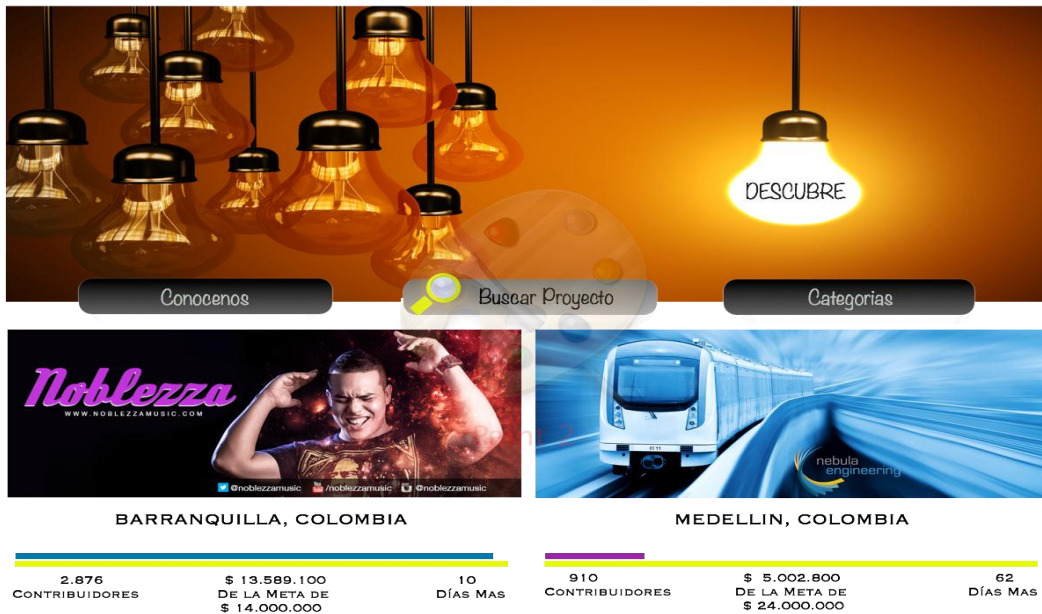 DESCUBRE
Conocenos
Buscar Proyecto
Categorias
Noblezza
WWW.NOBLEZZAMUSIC.COM
@noblezzamusic
You Tube /noblezzamusic
@noblezzamusic
nebula
engineering
BARRANQUILLA, COLOMBIA
2.876
CONTRIBUIDORES
$ 13.589.100
DE LA META DE
$ 14.000.000
10
DÍAS MAS
MEDELLIN, COLOMBIA
910
CONTRIBUIDORES
$ 5.002.800
DE LA META DE
$ 24.000.000
62
DÍAS MAS